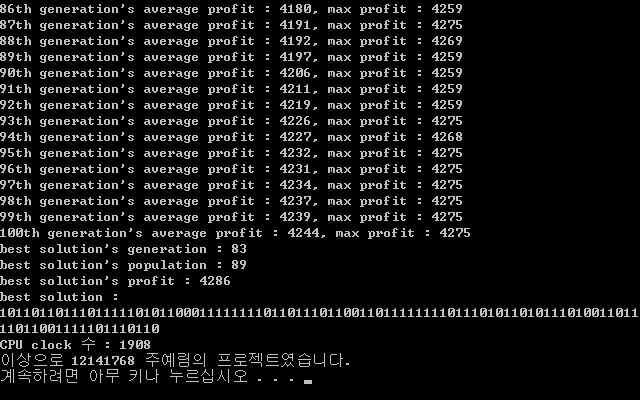 86th generation's average profit : 4180, max profit : 4259
87th generation's average profit : 4191, max profit : 4275
88th generation's average profit : 4192, max profit : 4269
89th generation's average profit : 4197, max profit : 4259
90th generation's average profit : 4206, max profit : 4259
91th generation's average profit : 4211, max profit : 4259
92th generation's average profit : 4219, max profit : 4259
93th generation's average profit : 4226, max profit : 4275
94th generation's average profit : 4227, max profit : 4268
95th generation's average profit : 4232, max profit : 4275
96th generation's average profit : 4231, max profit : 4275
97th generation's average profit : 4234, max profit : 4275
98th generation's average profit : 4237, max profit : 4275
99th generation's average profit : 4239, max profit : 4275
100th generation's average profit : 4244, max profit : 4275
best solution's generation : 83
best solution's population : 89
best solution's profit : 4286
best solution :
10110110111011111010110001111111101101110111001101111111110111010110110101110100110 11
1101100111110 1110110
CPU clock 수 : 1908
이상으로 12141768 주예림의 프로젝트였습니다.
계속하려면 아무 키나 누르십시오 . . .